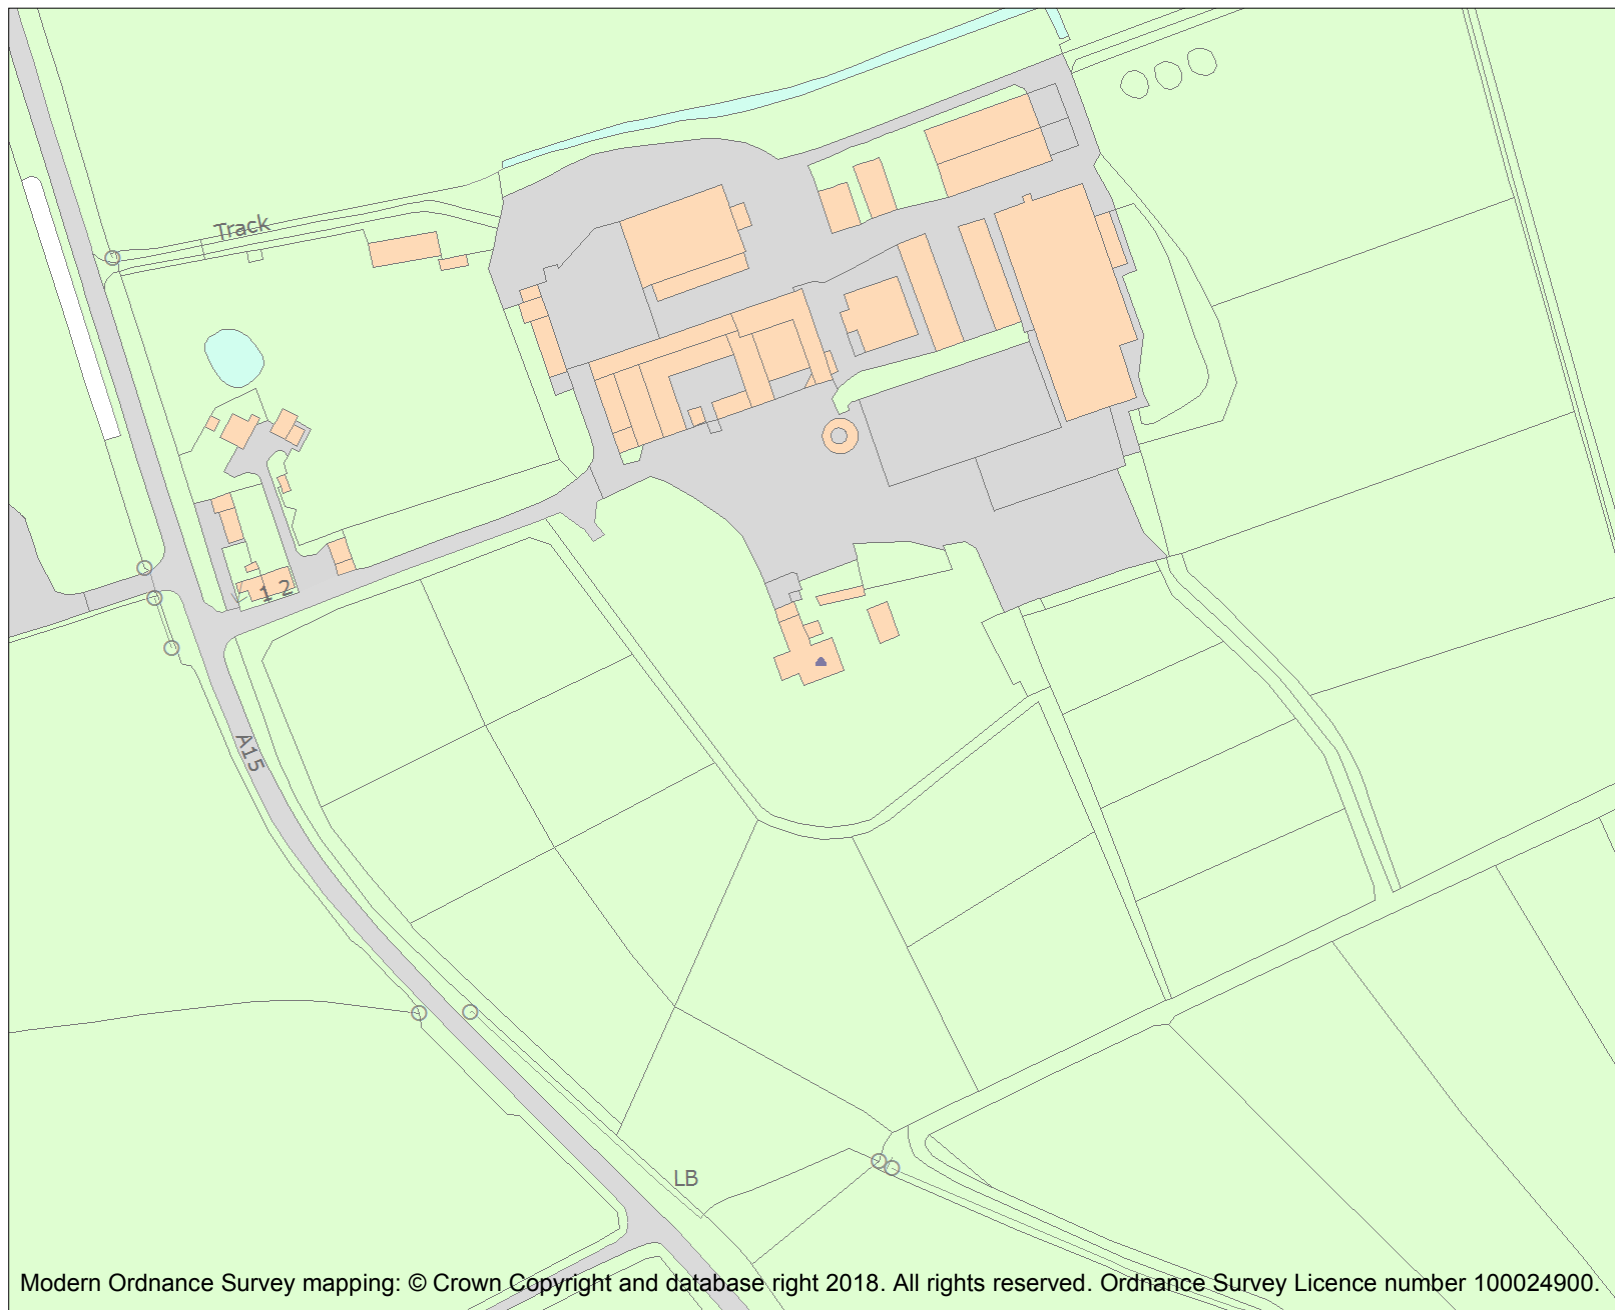 Track
1 2
A15
LB
Modern Ordnance Survey mapping: © Crown Copyright and database right 2018. All rights reserved. Ordnance Survey Licence number 100024900.